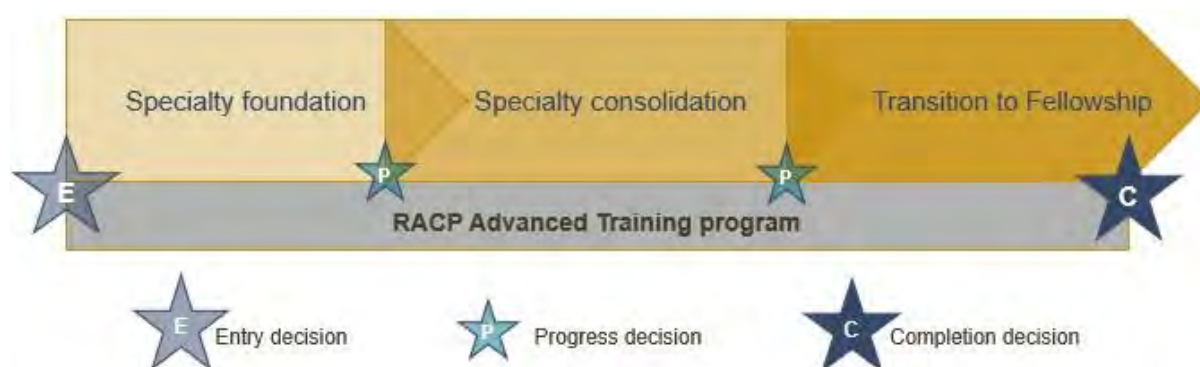 Specialty foundation
Specialty consolidation
Transition to Fellowship
E
P
P
C
RACP Advanced Training program
E Entry decision
P Progress decision
C Completion decision